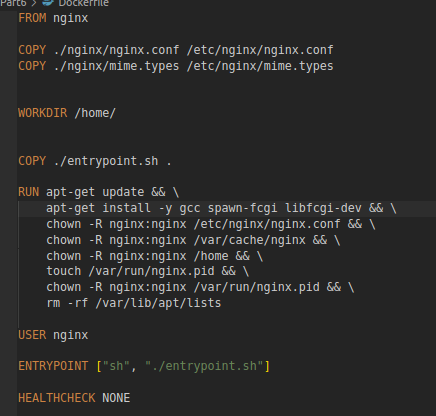 Part6 > Dockerfile
FROM nginx
COPY ./nginx/nginx.conf /etc/nginx/nginx.conf
COPY ./nginx/mime.types /etc/nginx/mime.types
WORKDIR /home/
COPY ./entrypoint.sh .
RUN apt-get update && \
apt-get install -y gcc spawn-fcgi libfcgi-dev && \
chown -R nginx:nginx /etc/nginx/nginx.conf && \
chown -R nginx:nginx /var/cache/nginx && \
chown -R nginx:nginx /home && \
touch /var/run/nginx.pid && \
chown -R nginx:nginx /var/run/nginx.pid && \
rm -rf /var/lib/apt/lists
USER nginx
ENTRYPOINT ["sh", "./entrypoint.sh"]
HEALTHCHECK NONE